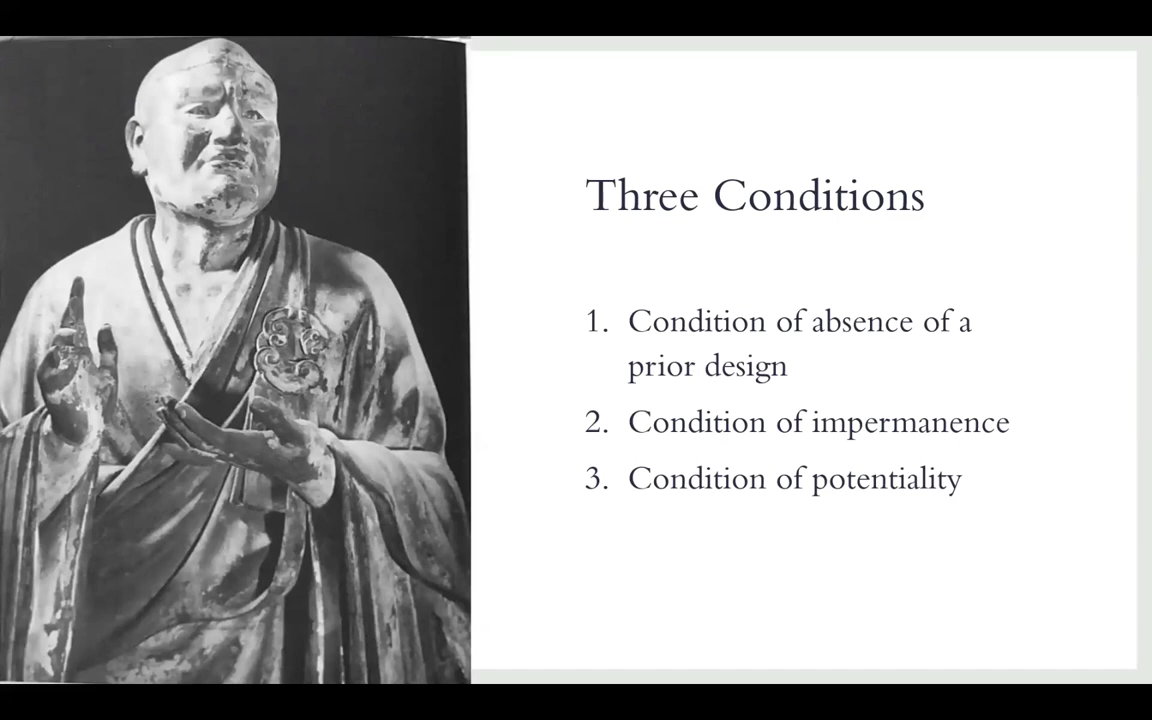 Three Conditions
1. Condition of absence of a
prior design
2. Condition of impermanence
3. Condition of potentiality